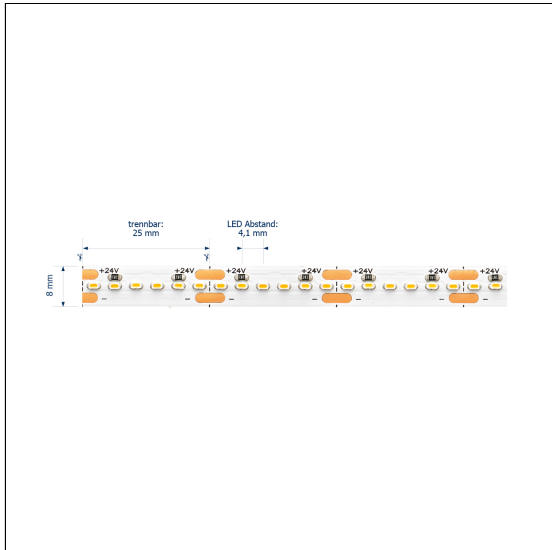 trennbar:
25 mm
LED Abstand:
4,1 mm
8 mm
+24V +24V +24V +24V +24V +24V +24V
- - - - - - -